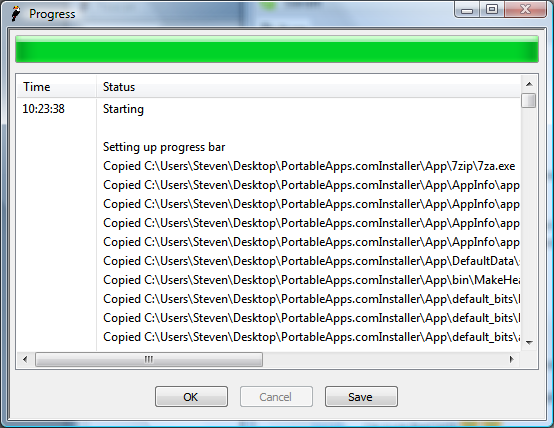 Progress
Time Status
10:23:38 Starting
Setting up progress bar
Copied C:\Users\Steven\Desktop\PortableApps.comInstaller\App\7zip\7za.exe
Copied C:\Users\Steven\Desktop\PortableApps.comInstaller\App\AppInfo\app
Copied C:\Users\Steven\Desktop\PortableApps.comInstaller\App\AppInfo\app
Copied C:\Users\Steven\Desktop\PortableApps.comInstaller\App\AppInfo\app
Copied C:\Users\Steven\Desktop\PortableApps.comInstaller\App\AppInfo\app
Copied C:\Users\Steven\Desktop\PortableApps.comInstaller\App\DefaultData\
Copied C:\Users\Steven\Desktop\PortableApps.comInstaller\App\bin\MakeHea
Copied C:\Users\Steven\Desktop\PortableApps.comInstaller\App\default_bits\
Copied C:\Users\Steven\Desktop\PortableApps.comInstaller\App\default_bits\
Copied C:\Users\Steven\Desktop\PortableApps.comInstaller\App\default_bits\
OK Cancel Save